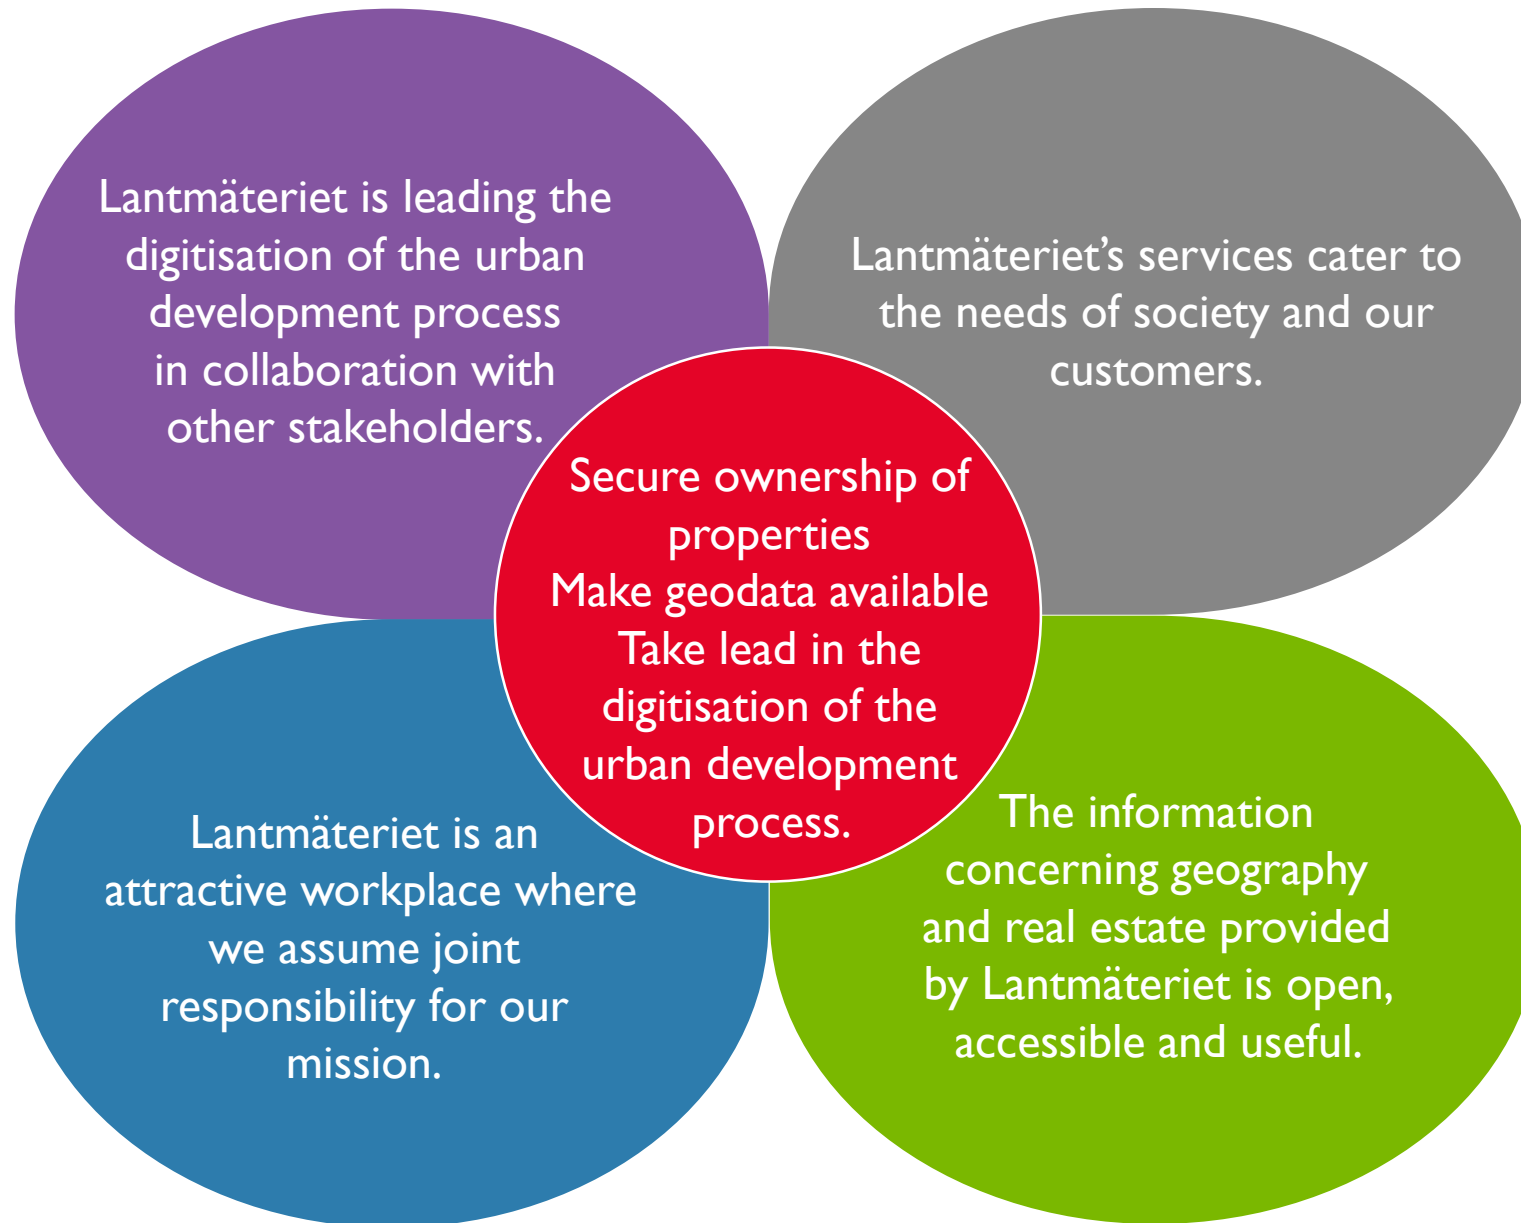 Lantmäteriet is leading the
digitisation of the urban
development process
in collaboration with
other stakeholders.
Lantmäteriet’s services cater to
the needs of society and our
customers.
Secure ownership of
properties
Make geodata available
Take lead in the
digitisation of the
urban development
process.
Lantmäteriet is an
attractive workplace where
we assume joint
responsibility for our
mission.
The information
concerning geography
and real estate provided
by Lantmäteriet is open,
accessible and useful.